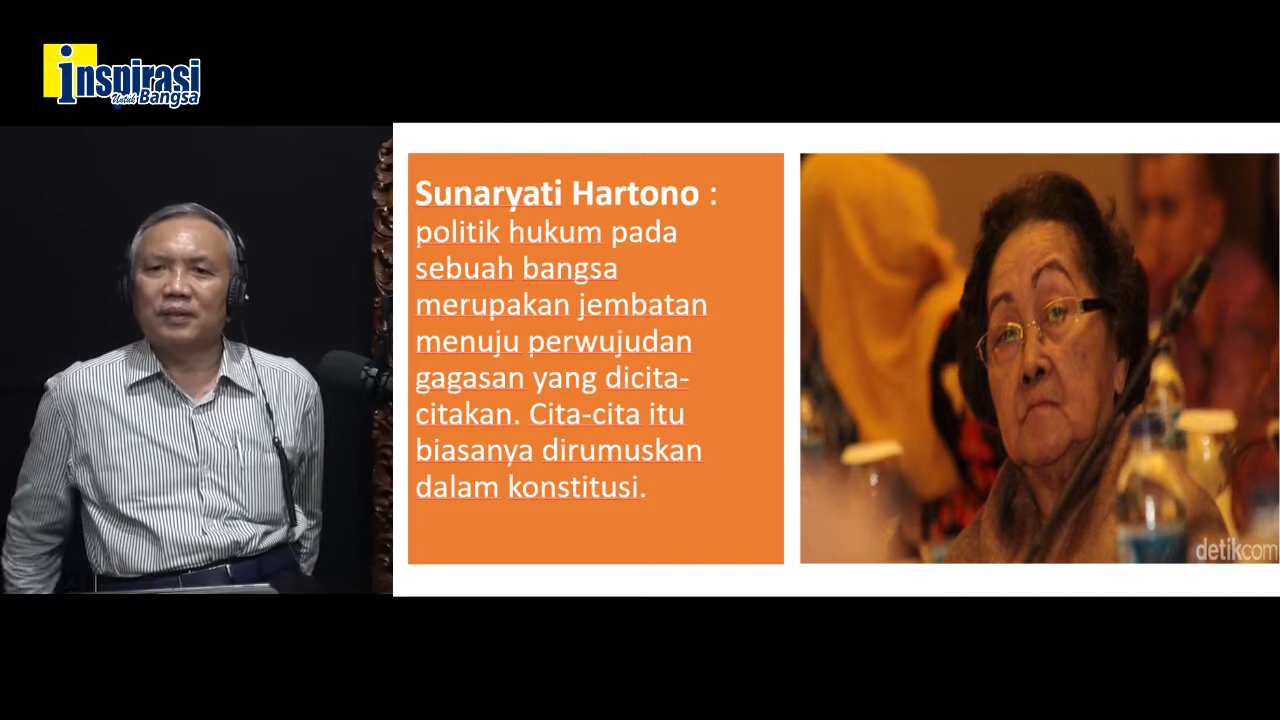 inspirasi
Untuk Bangsa
Sunaryati Hartono :
politik hukum pada
sebuah bangsa
merupakan jembatan
menuju perwujudan
gagasan yang dicita-
citakan. Cita-cita itu
biasanya dirumuskan
dalam konstitusi.
detikcom